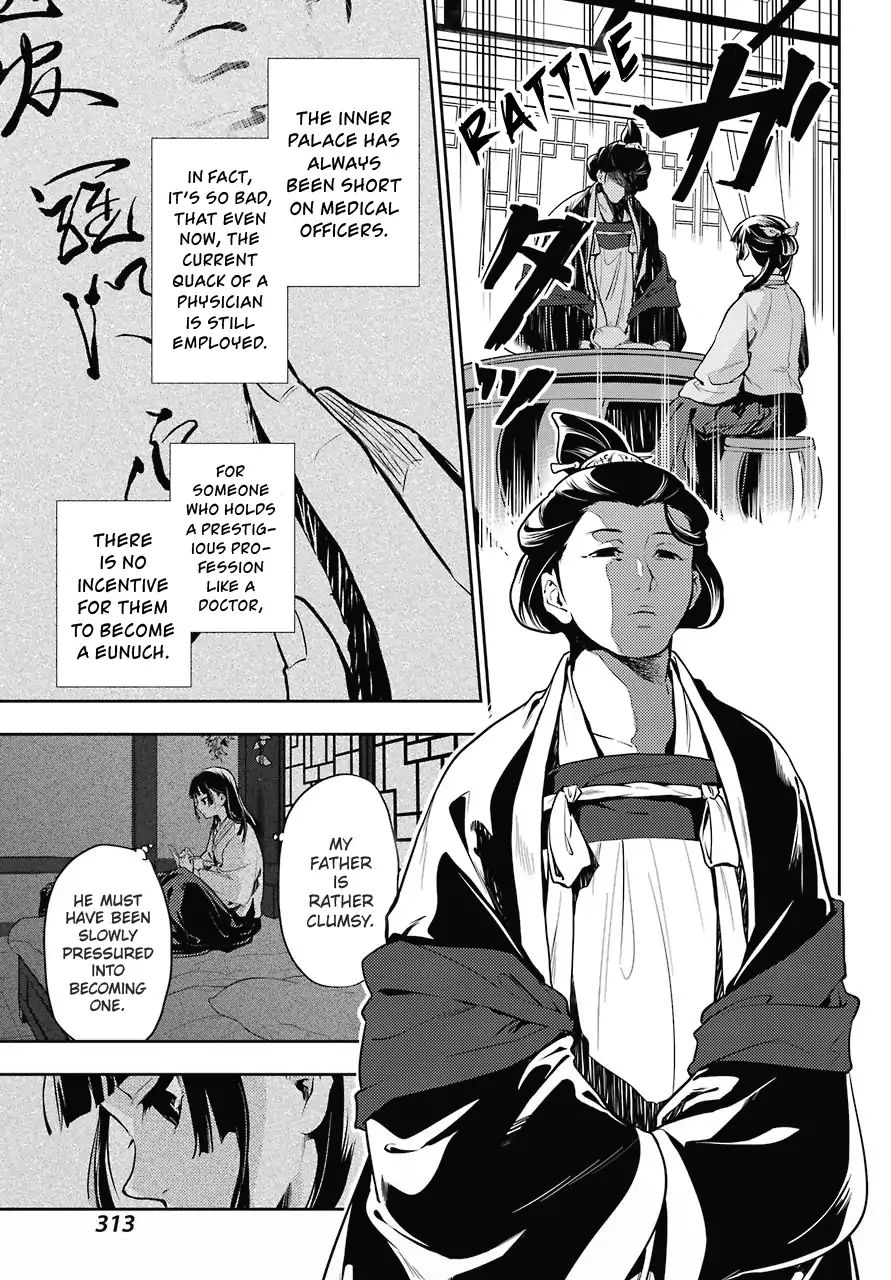 RATTLE
ガ
タ
ッ
THE INNER
PALACE HAS
ALWAYS
BEEN SHORT
ON MEDICAL
OFFICERS.
IN FACT,
IT'S SO BAD,
THAT EVEN
NOW, THE
CURRENT
QUACK OF A
PHYSICIAN
IS STILL
EMPLOYED.
FOR
SOMEONE
WHO HOLDS
A PRESTIG-
IOUS PRO-
FESSION
LIKE A
DOCTOR,
THERE
IS NO
INCENTIVE
FOR THEM
TO BECOME
A EUNUCH.
MY
FATHER
IS
RATHER
CLUMSY.
HE MUST
HAVE BEEN
SLOWLY
PRESSURED
INTO
BECOMING
ONE.
313